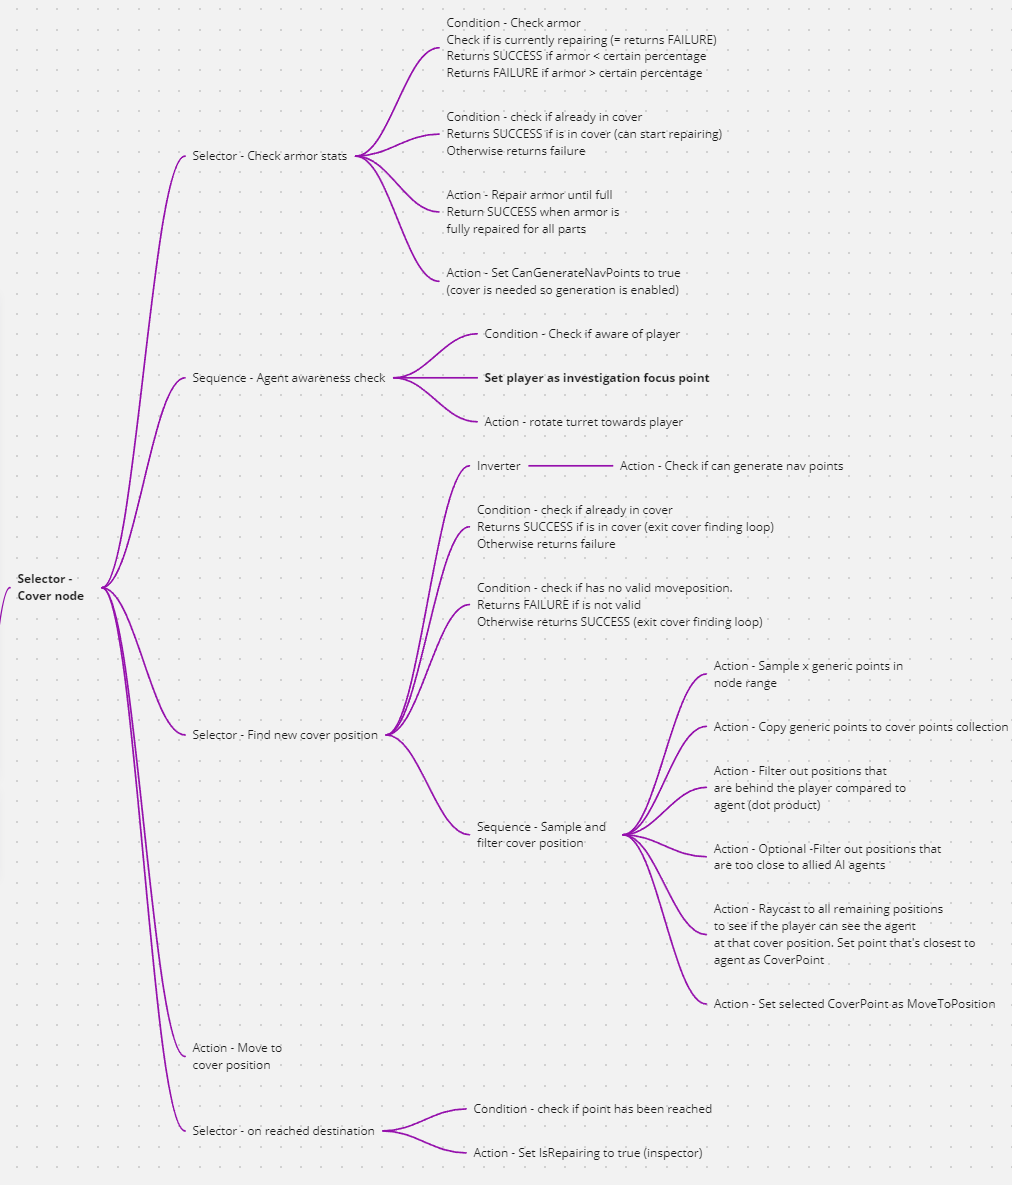 Condition - Check armor
Check if is currently repairing (= returns FAILURE)
Returns SUCCESS if armor < certain percentage
Returns FAILURE if armor > certain percentage
Condition - check if already in cover
Returns SUCCESS if is in cover (can start repairing)
Otherwise returns failure
Selector - Check armor stats
Action - Repair armor until full
Return SUCCESS when armor is
fully repaired for all parts
Action - Set CanGenerateNavPoints to true
(cover is needed so generation is enabled)
Condition - Check if aware of player
Sequence - Agent awareness check
Set player as investigation focus point
Action - rotate turret towards player
Inverter
Action - Check if can generate nav points
Condition - check if already in cover
Returns SUCCESS if is in cover (exit cover finding loop)
Otherwise returns failure
Selector -
Cover node
Condition - check if has no valid moveposition.
Returns FAILURE if is not valid
Otherwise returns SUCCESS (exit cover finding loop)
Selector - Find new cover position
Action - Sample x generic points in
node range
Action - Copy generic points to cover points collection
Action - Filter out positions that
are behind the player compared to
agent (dot product)
Sequence - Sample and
filter cover position
Action - Optional -Filter out positions that
are too close to allied AI agents
Action - Raycast to all remaining positions
to see if the player can see the agent
at that cover position. Set point that's closest to
agent as CoverPoint
Action - Set selected CoverPoint as MoveToPosition
Action - Move to
cover position
Selector - on reached destination
Condition - check if point has been reached
Action - Set IsRepairing to true (inspector)